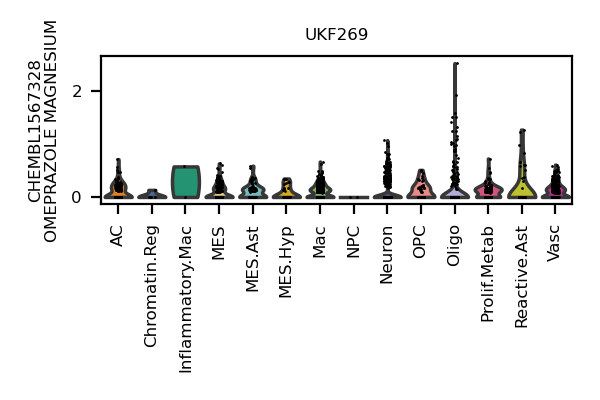 UKF269
CHEMBL1567328
OMEPRAZOLE MAGNESIUM
2
0
AC
Chromatin.Reg
Inflammatory.Mac
MES
MES.Ast
MES.Hyp
Mac
NPC
Neuron
OPC
Oligo
Prolif.Metab
Reactive.Ast
Vasc